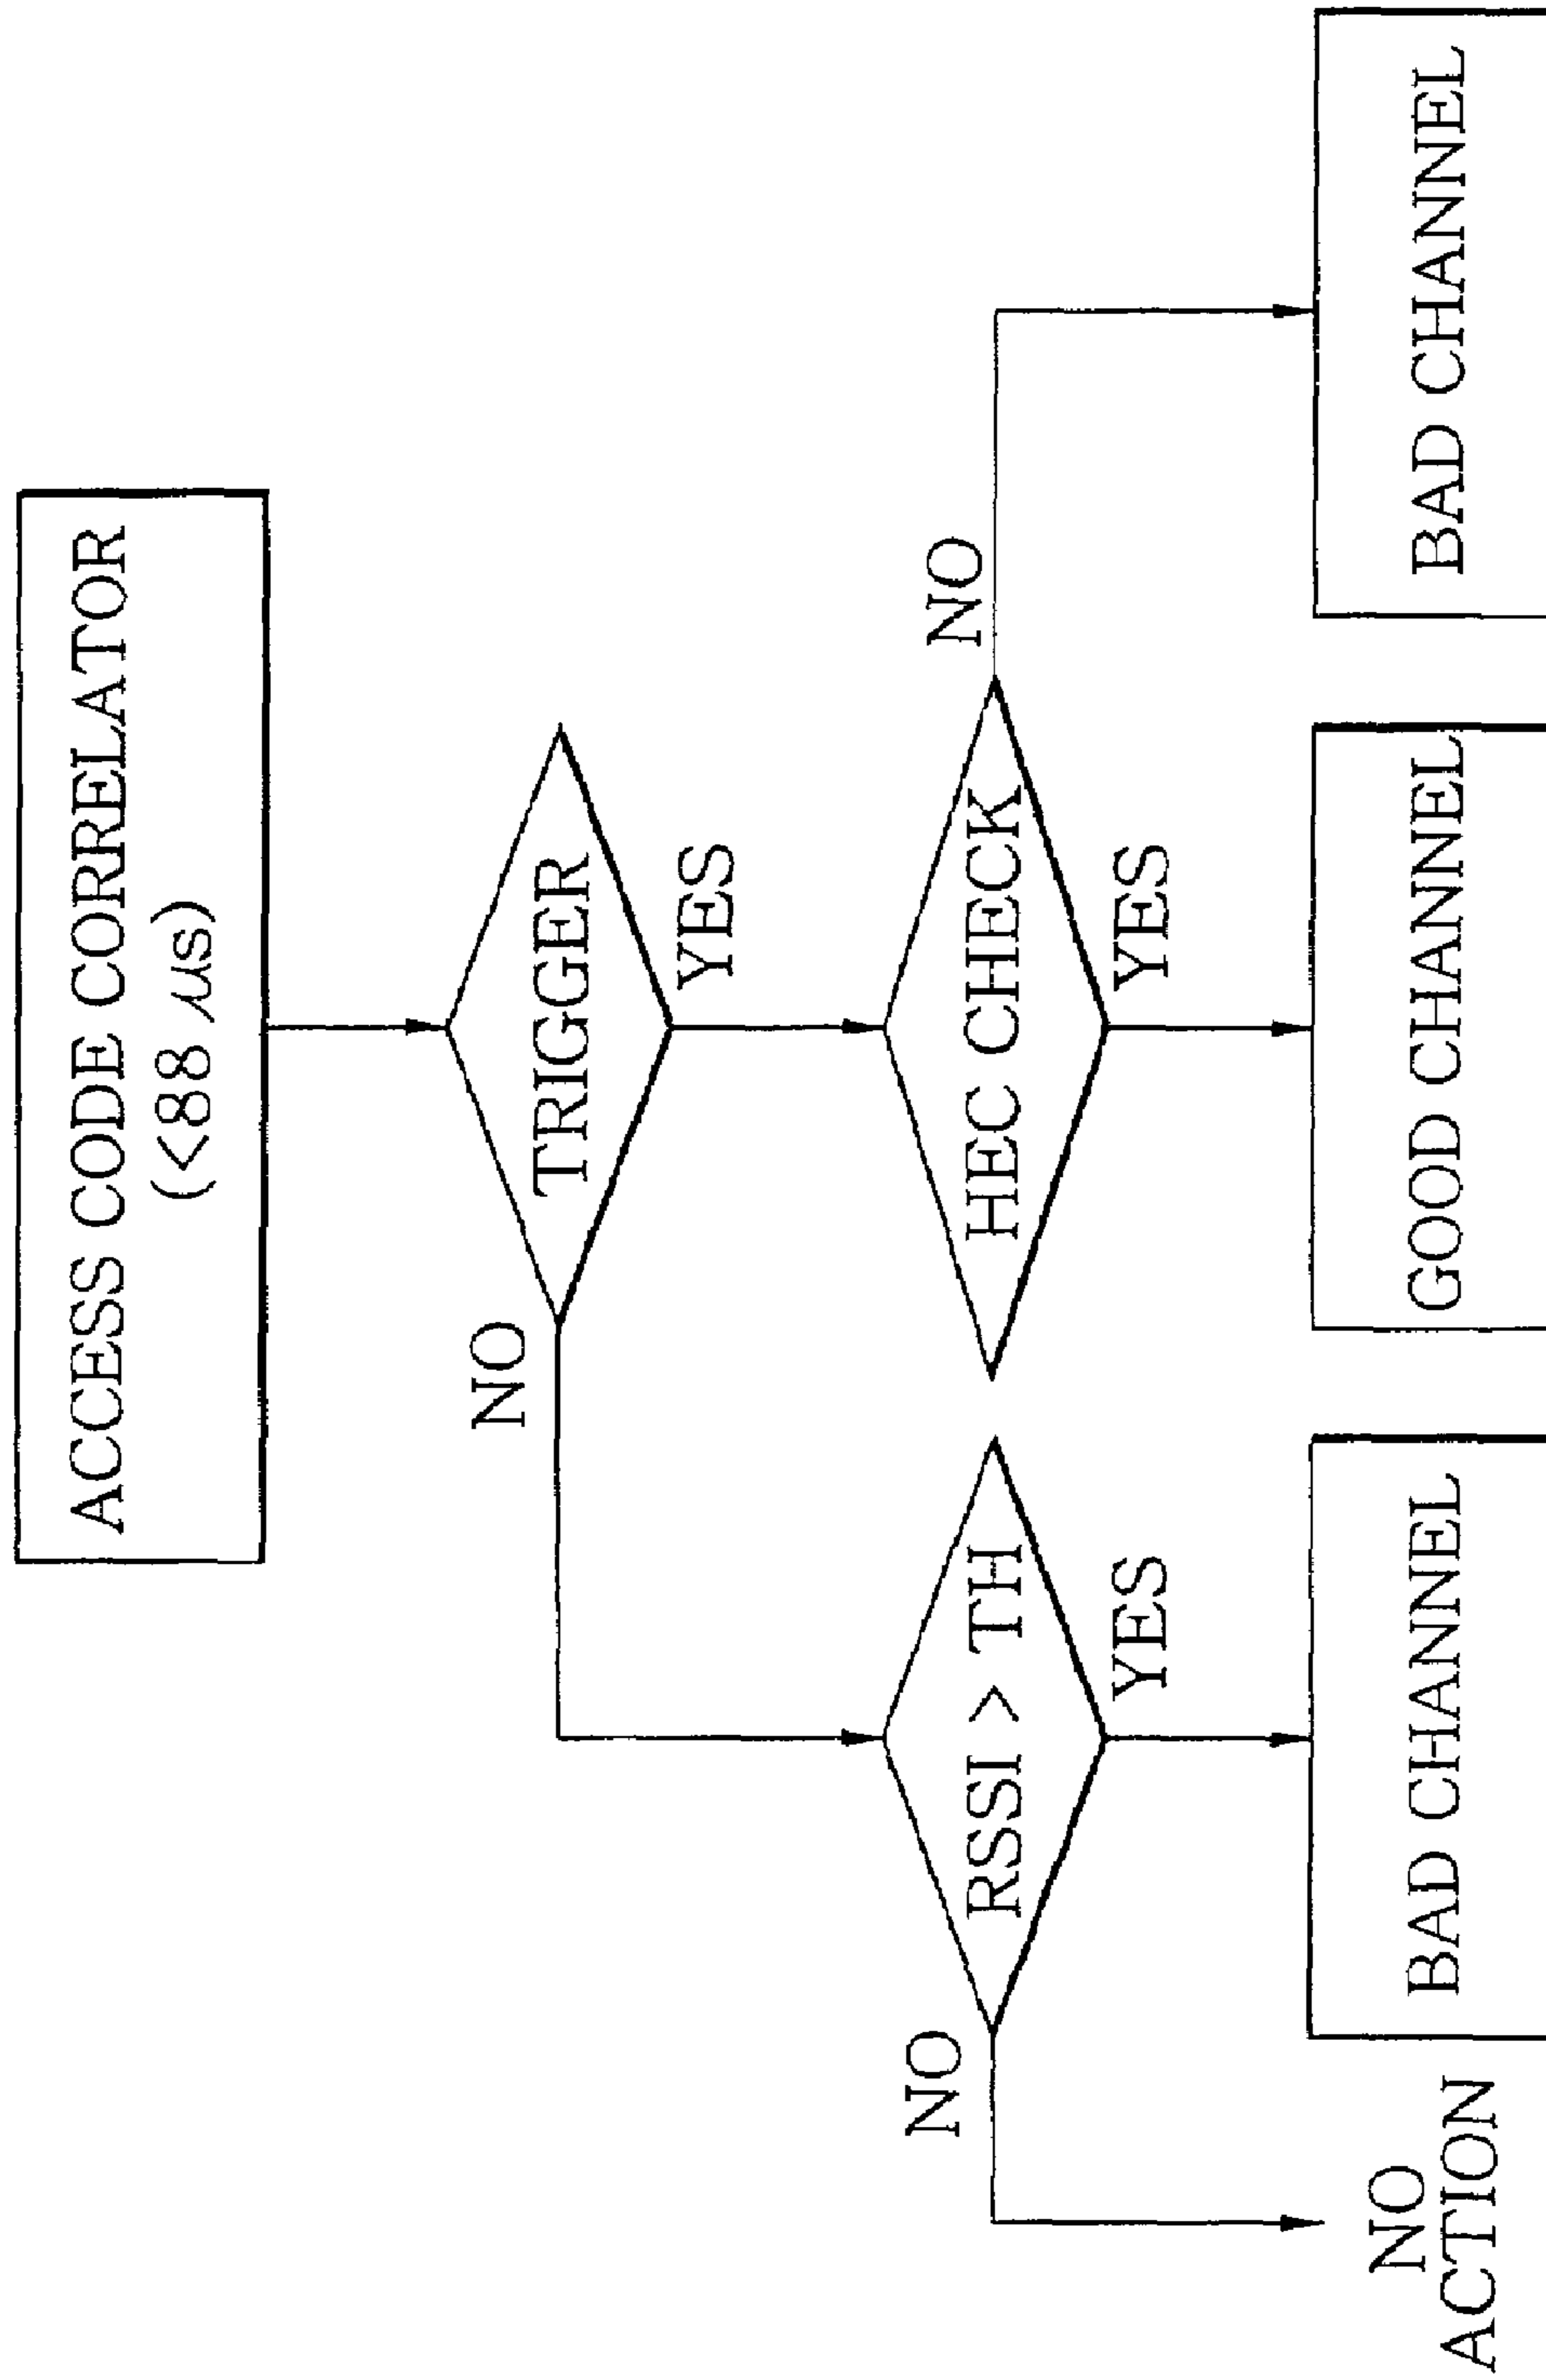 ACCESS CODE CORRELATOR
(<88 µs)
TRIGGER
NO
YES
RSSI > TH
HEC CHECK
NO
YES
YES
NO
NO
ACTION
BAD CHANNEL
GOOD CHANNEL
BAD CHANNEL